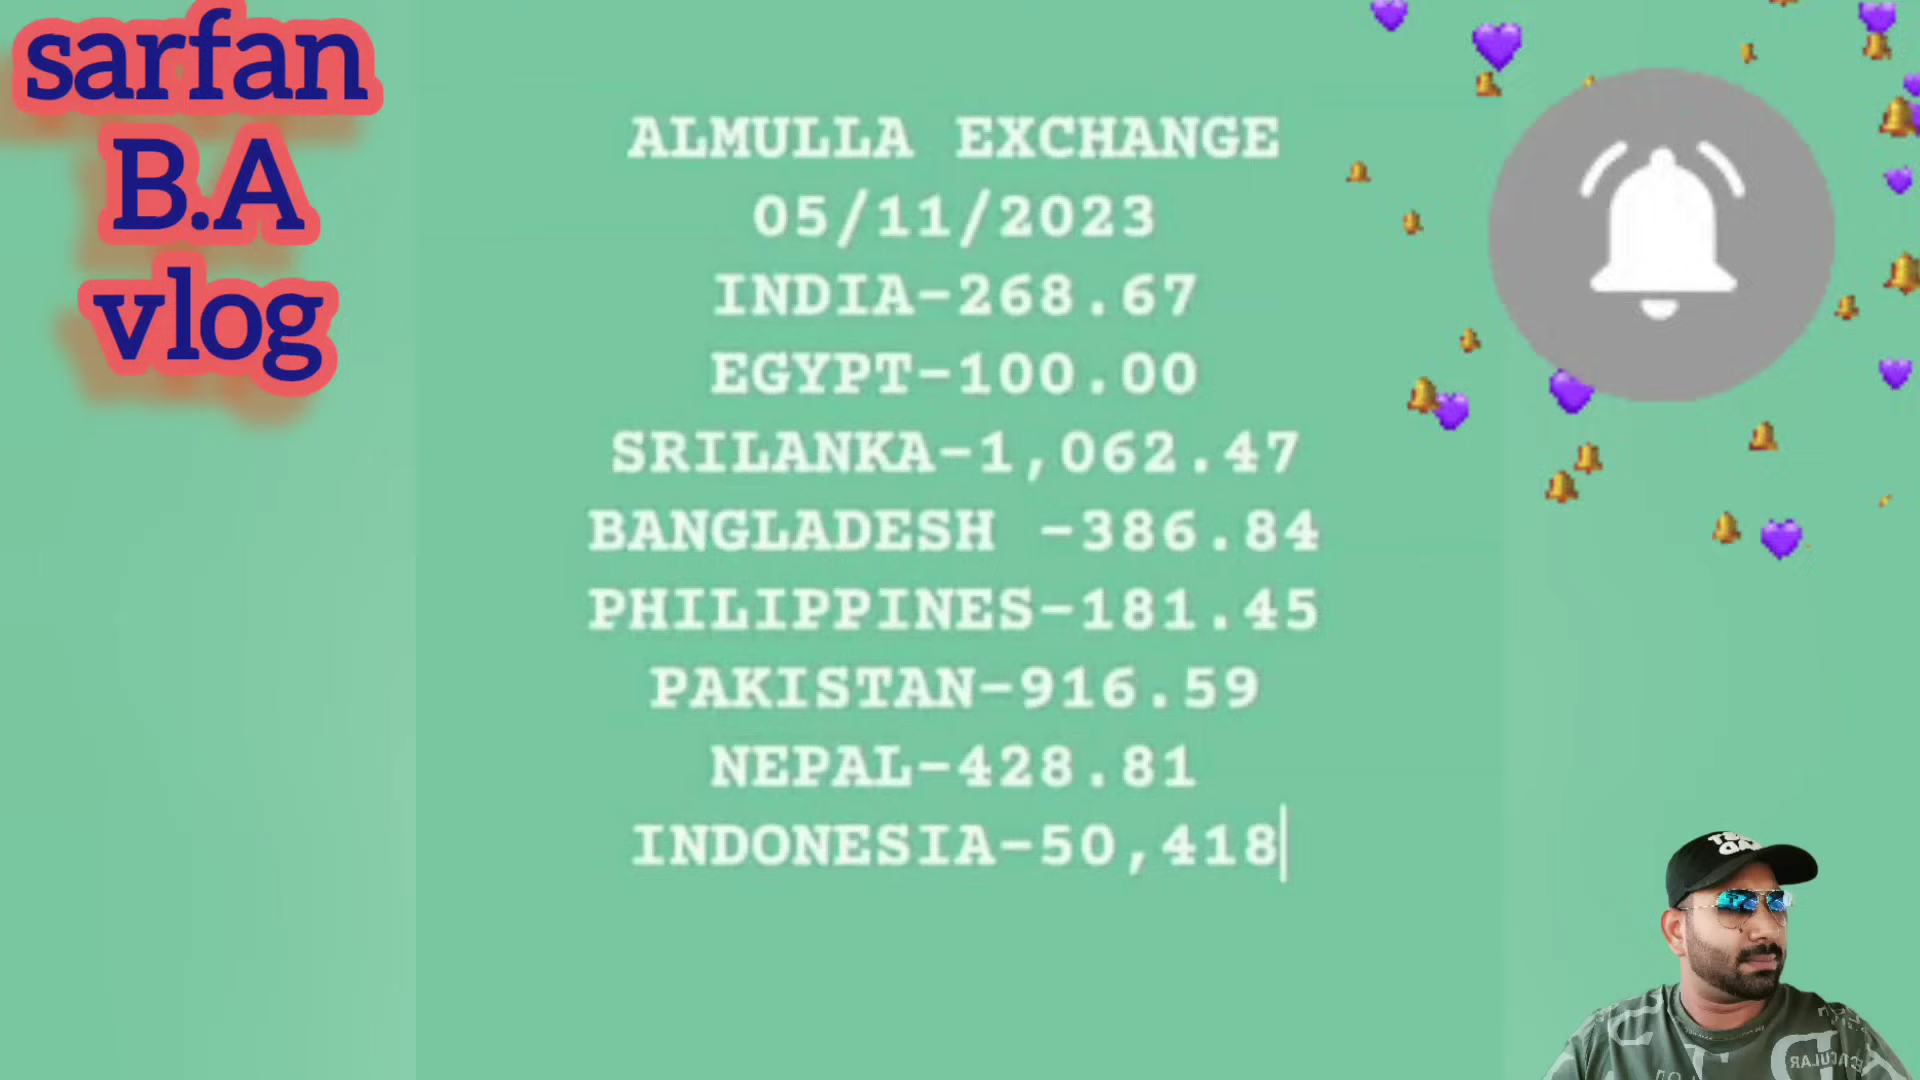 sarfan
B.A
vlog
ALMULLA EXCHANGE
05/11/2023
INDIA-268.67
EGYPT-100.00
SRILANKA-1,062.47
BANGLADESH -386.84
PHILIPPINES-181.45
PAKISTAN-916.59
NEPAL-428.81
INDONESIA-50,418